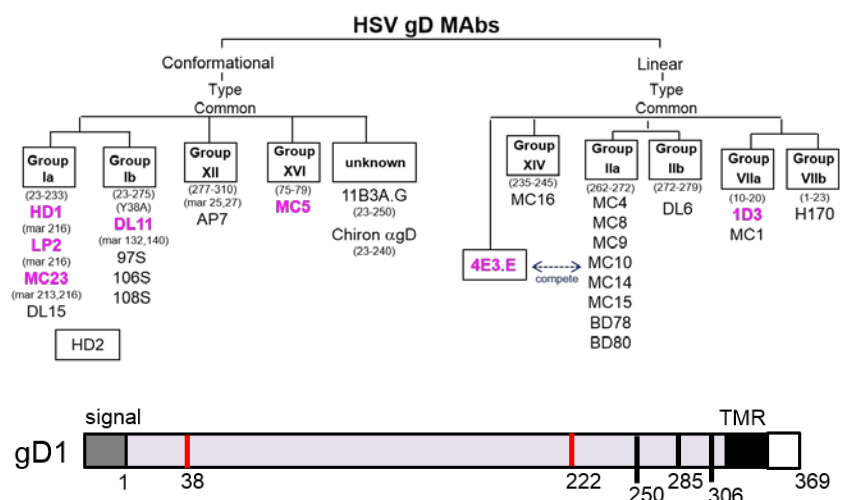 HSV gD MAbs
Conformational
Type
Common
Linear
Type
Common
Group
Ia
(23-233)
HD1
(mar 216)
LP2
(mar 216)
MC23
(mar 213,216)
DL15
HD2
Group
Ib
(23-275)
(Y38A)
DL11
(mar 132,140)
97S
106S
108S
Group
XII
(277-310)
(mar 25,27)
AP7
Group
XVI
(75-79)
MC5
unknown
11B3A.G
(23-250)
Chiron αgD
(23-240)
4E3.E
compete
Group
XIV
(235-245)
MC16
Group
IIa
(262-272)
MC4
MC8
MC9
MC10
MC14
MC15
BD78
BD80
Group
IIb
(272-279)
DL6
Group
VIIa
(10-20)
1D3
MC1
Group
VIIb
(1-23)
H170
signal
TMR
gD1
1
38
222
250
285
306
369